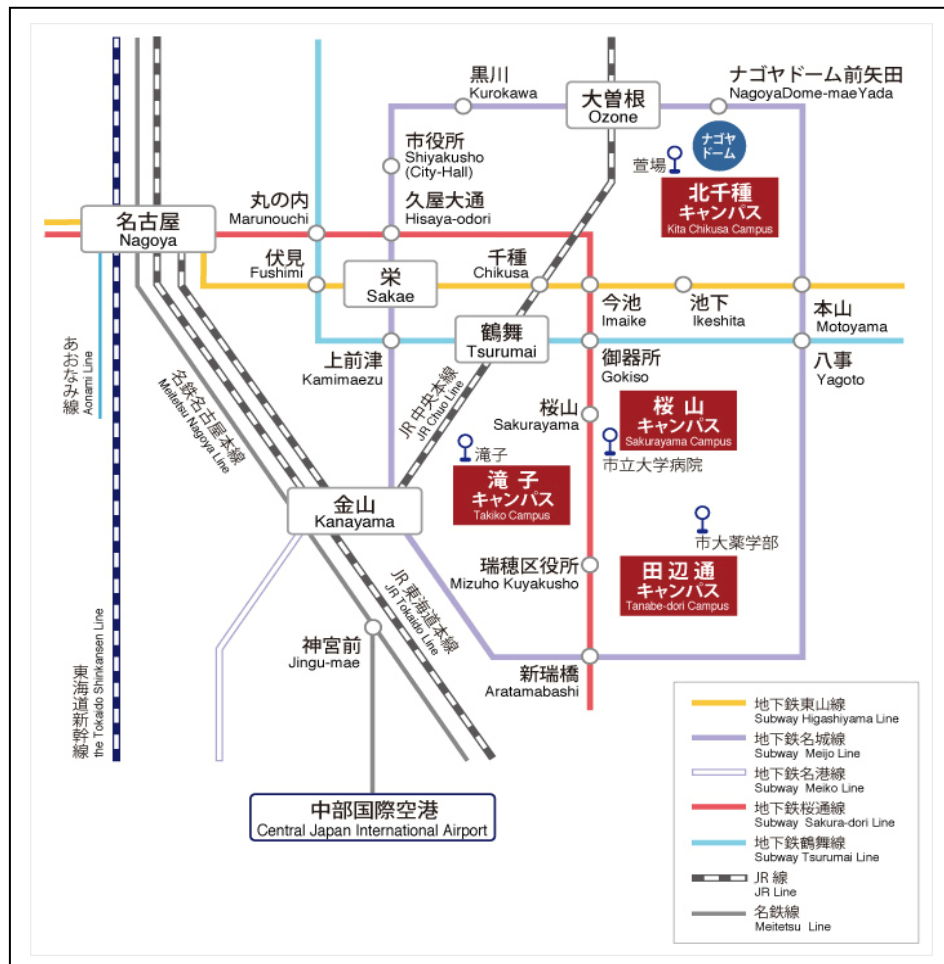 黒川
Kurokawa
大曽根
Ozone
ナゴヤドーム前矢田
NagoyaDome-maeYada
市役所
Shiyakusho
(City-Hall)
萱場
ナゴヤ
ドーム
北千種
キャンパス
Kita Chikusa Campus
名古屋
Nagoya
丸の内
Marunouchi
久屋大通
Hisaya-odori
伏見
Fushimi
栄
Sakae
千種
Chikusa
今池
Imaike
池下
Ikeshita
本山
Motoyama
あおなみ線
Aonami Line
上前津
Kamimaezu
鶴舞
Tsurumai
御器所
Gokiso
八事
Yagoto
名鉄名古屋本線
Meitetsu Nagoya Line
JR中央本線
JR Chuo Line
桜山
Sakurayama
桜 山
キャンパス
Sakurayama Campus
市立大学病院
滝子
滝 子
キャンパス
Takiko Campus
金山
Kanayama
市大薬学部
田 辺 通
キャンパス
Tanabe-dori Campus
瑞穂区役所
Mizuho Kuyakusho
JR 東海道本線
JR Tokaido Line
神宮前
Jingu-mae
新瑞橋
Aratamabashi
東海道新幹線
the Tokaido Shinkansen Line
中部国際空港
Central Japan International Airport
地下鉄東山線
Subway Higashiyama Line
地下鉄名城線
Subway Meijo Line
地下鉄名港線
Subway Meiko Line
地下鉄桜通線
Subway Sakura-dori Line
地下鉄鶴舞線
Subway Tsurumai Line
JR 線
JR Line
名鉄線
Meitetsu Line